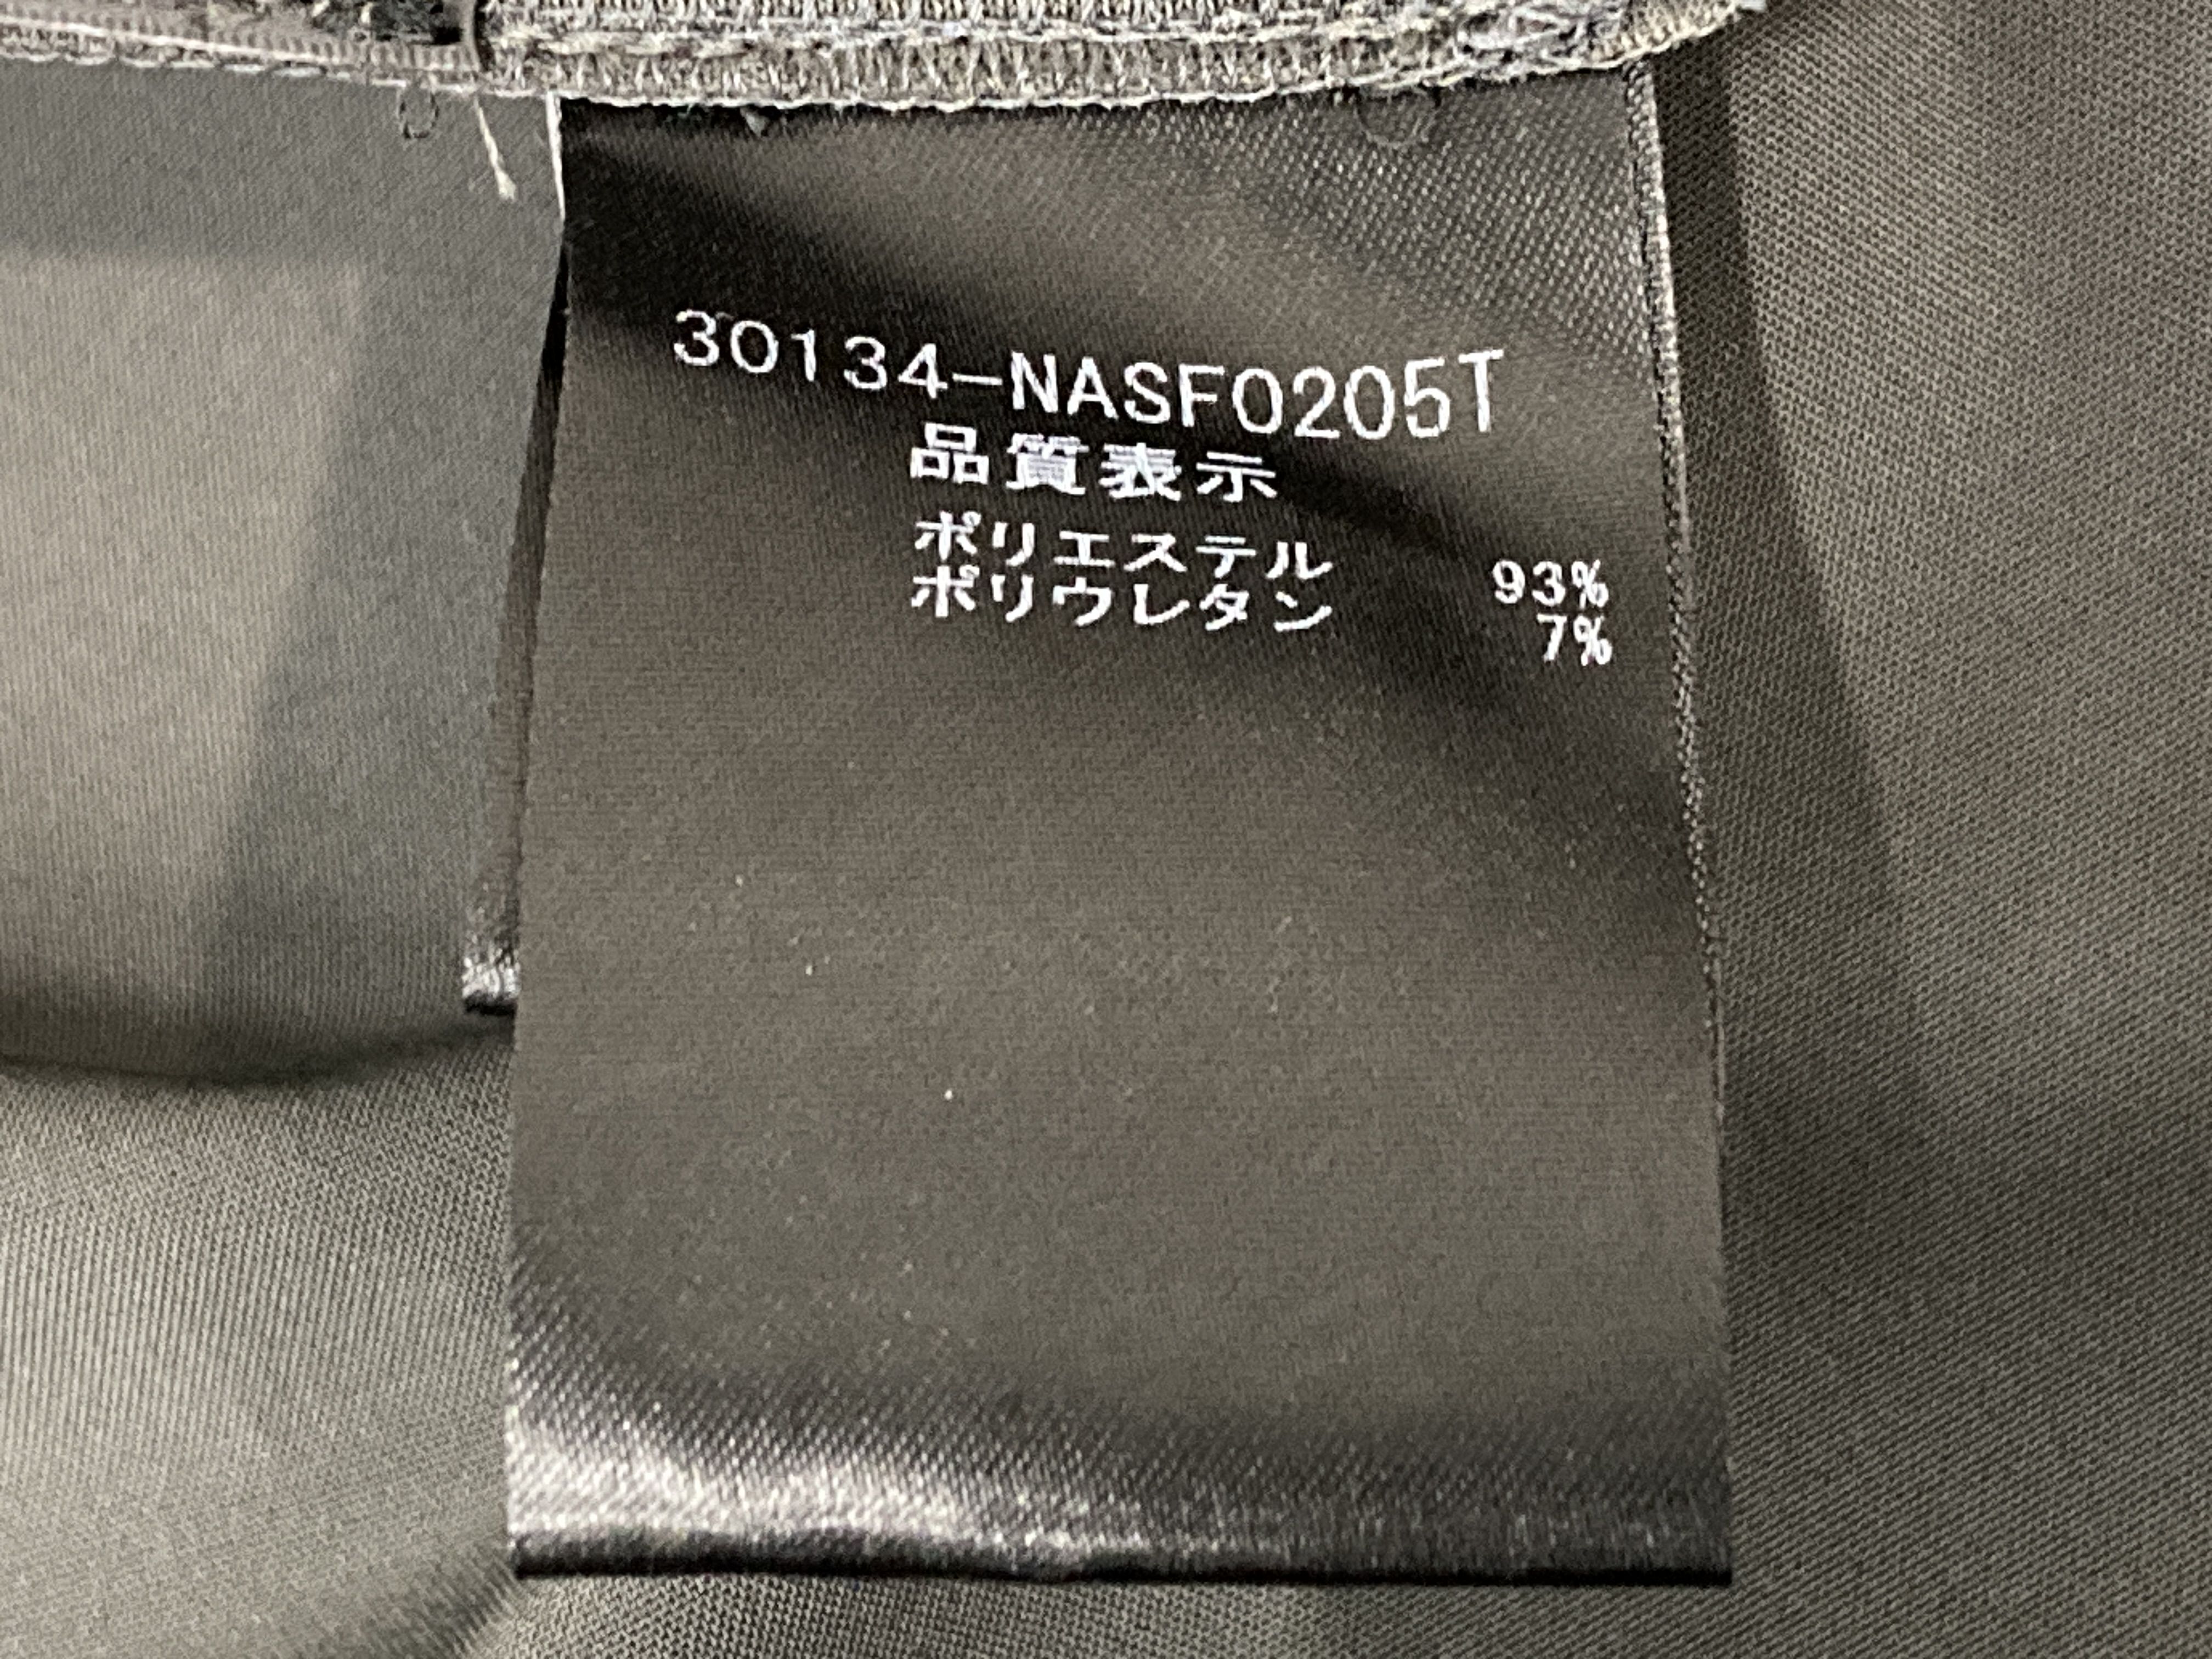 30134-NASF0205T
品質表示
ポリエステル 93%
ポリウレタン 7%